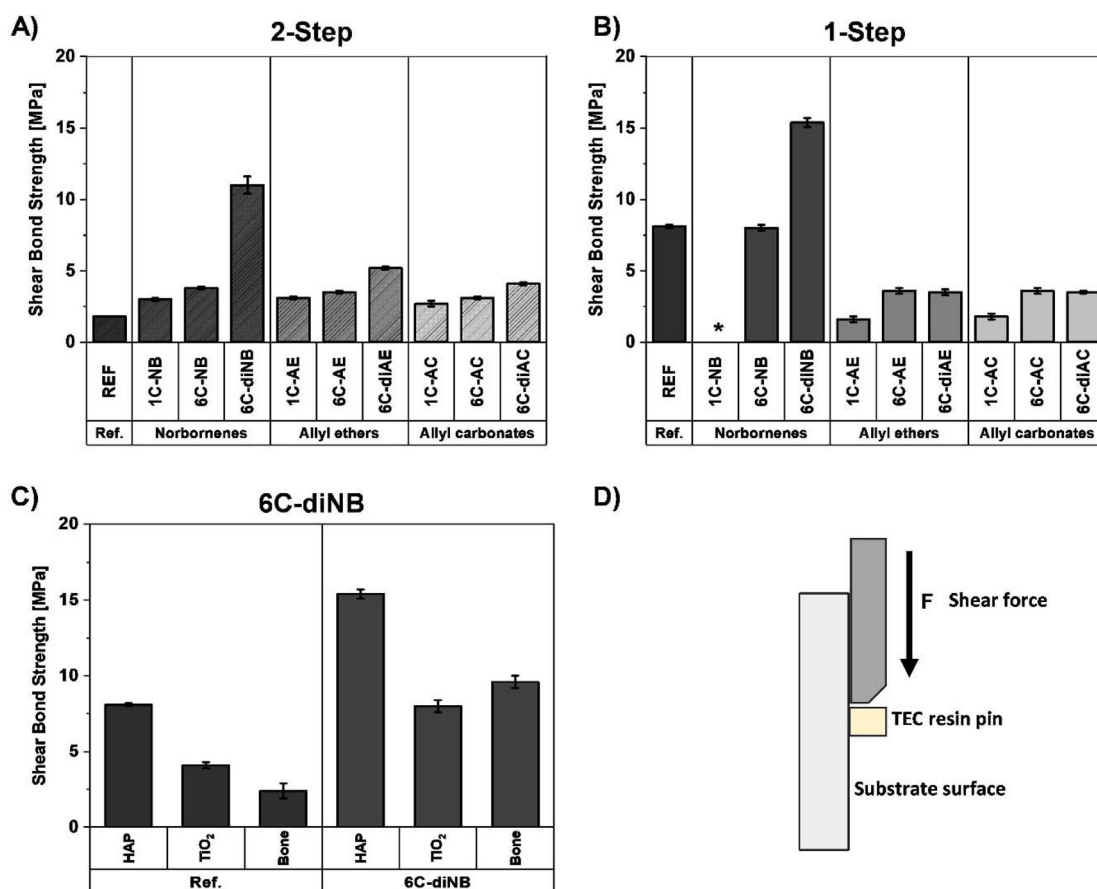 A)
2-Step
Shear Bond Strength [MPa]
20
15
10
5
0
REF
1C-NB
6C-NB
6C-diNB
1C-AE
6C-AE
6C-diAE
1C-AC
6C-AC
6C-diAC
Ref.
Norbornenes
Allyl ethers
Allyl carbonates
B)
1-Step
Shear Bond Strength [MPa]
20
15
10
5
0
*
REF
1C-NB
6C-NB
6C-diNB
1C-AE
6C-AE
6C-diAE
1C-AC
6C-AC
6C-diAC
Ref.
Norbornenes
Allyl ethers
Allyl carbonates
C)
6C-diNB
Shear Bond Strength [MPa]
20
15
10
5
0
HAP
TiO₂
Bone
HAP
TiO₂
Bone
Ref.
6C-diNB
D)
F Shear force
TEC resin pin
Substrate surface